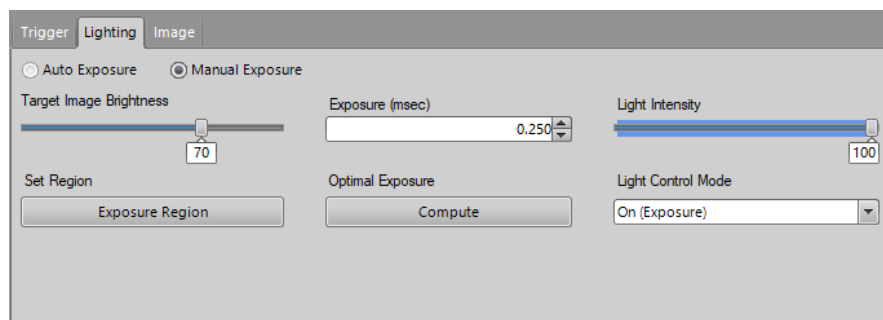 Trigger Lighting Image
Auto Exposure Manual Exposure
Target Image Brightness Exposure (msec) Light Intensity
0.250
70 100
Set Region Optimal Exposure Light Control Mode
Exposure Region Compute On (Exposure)